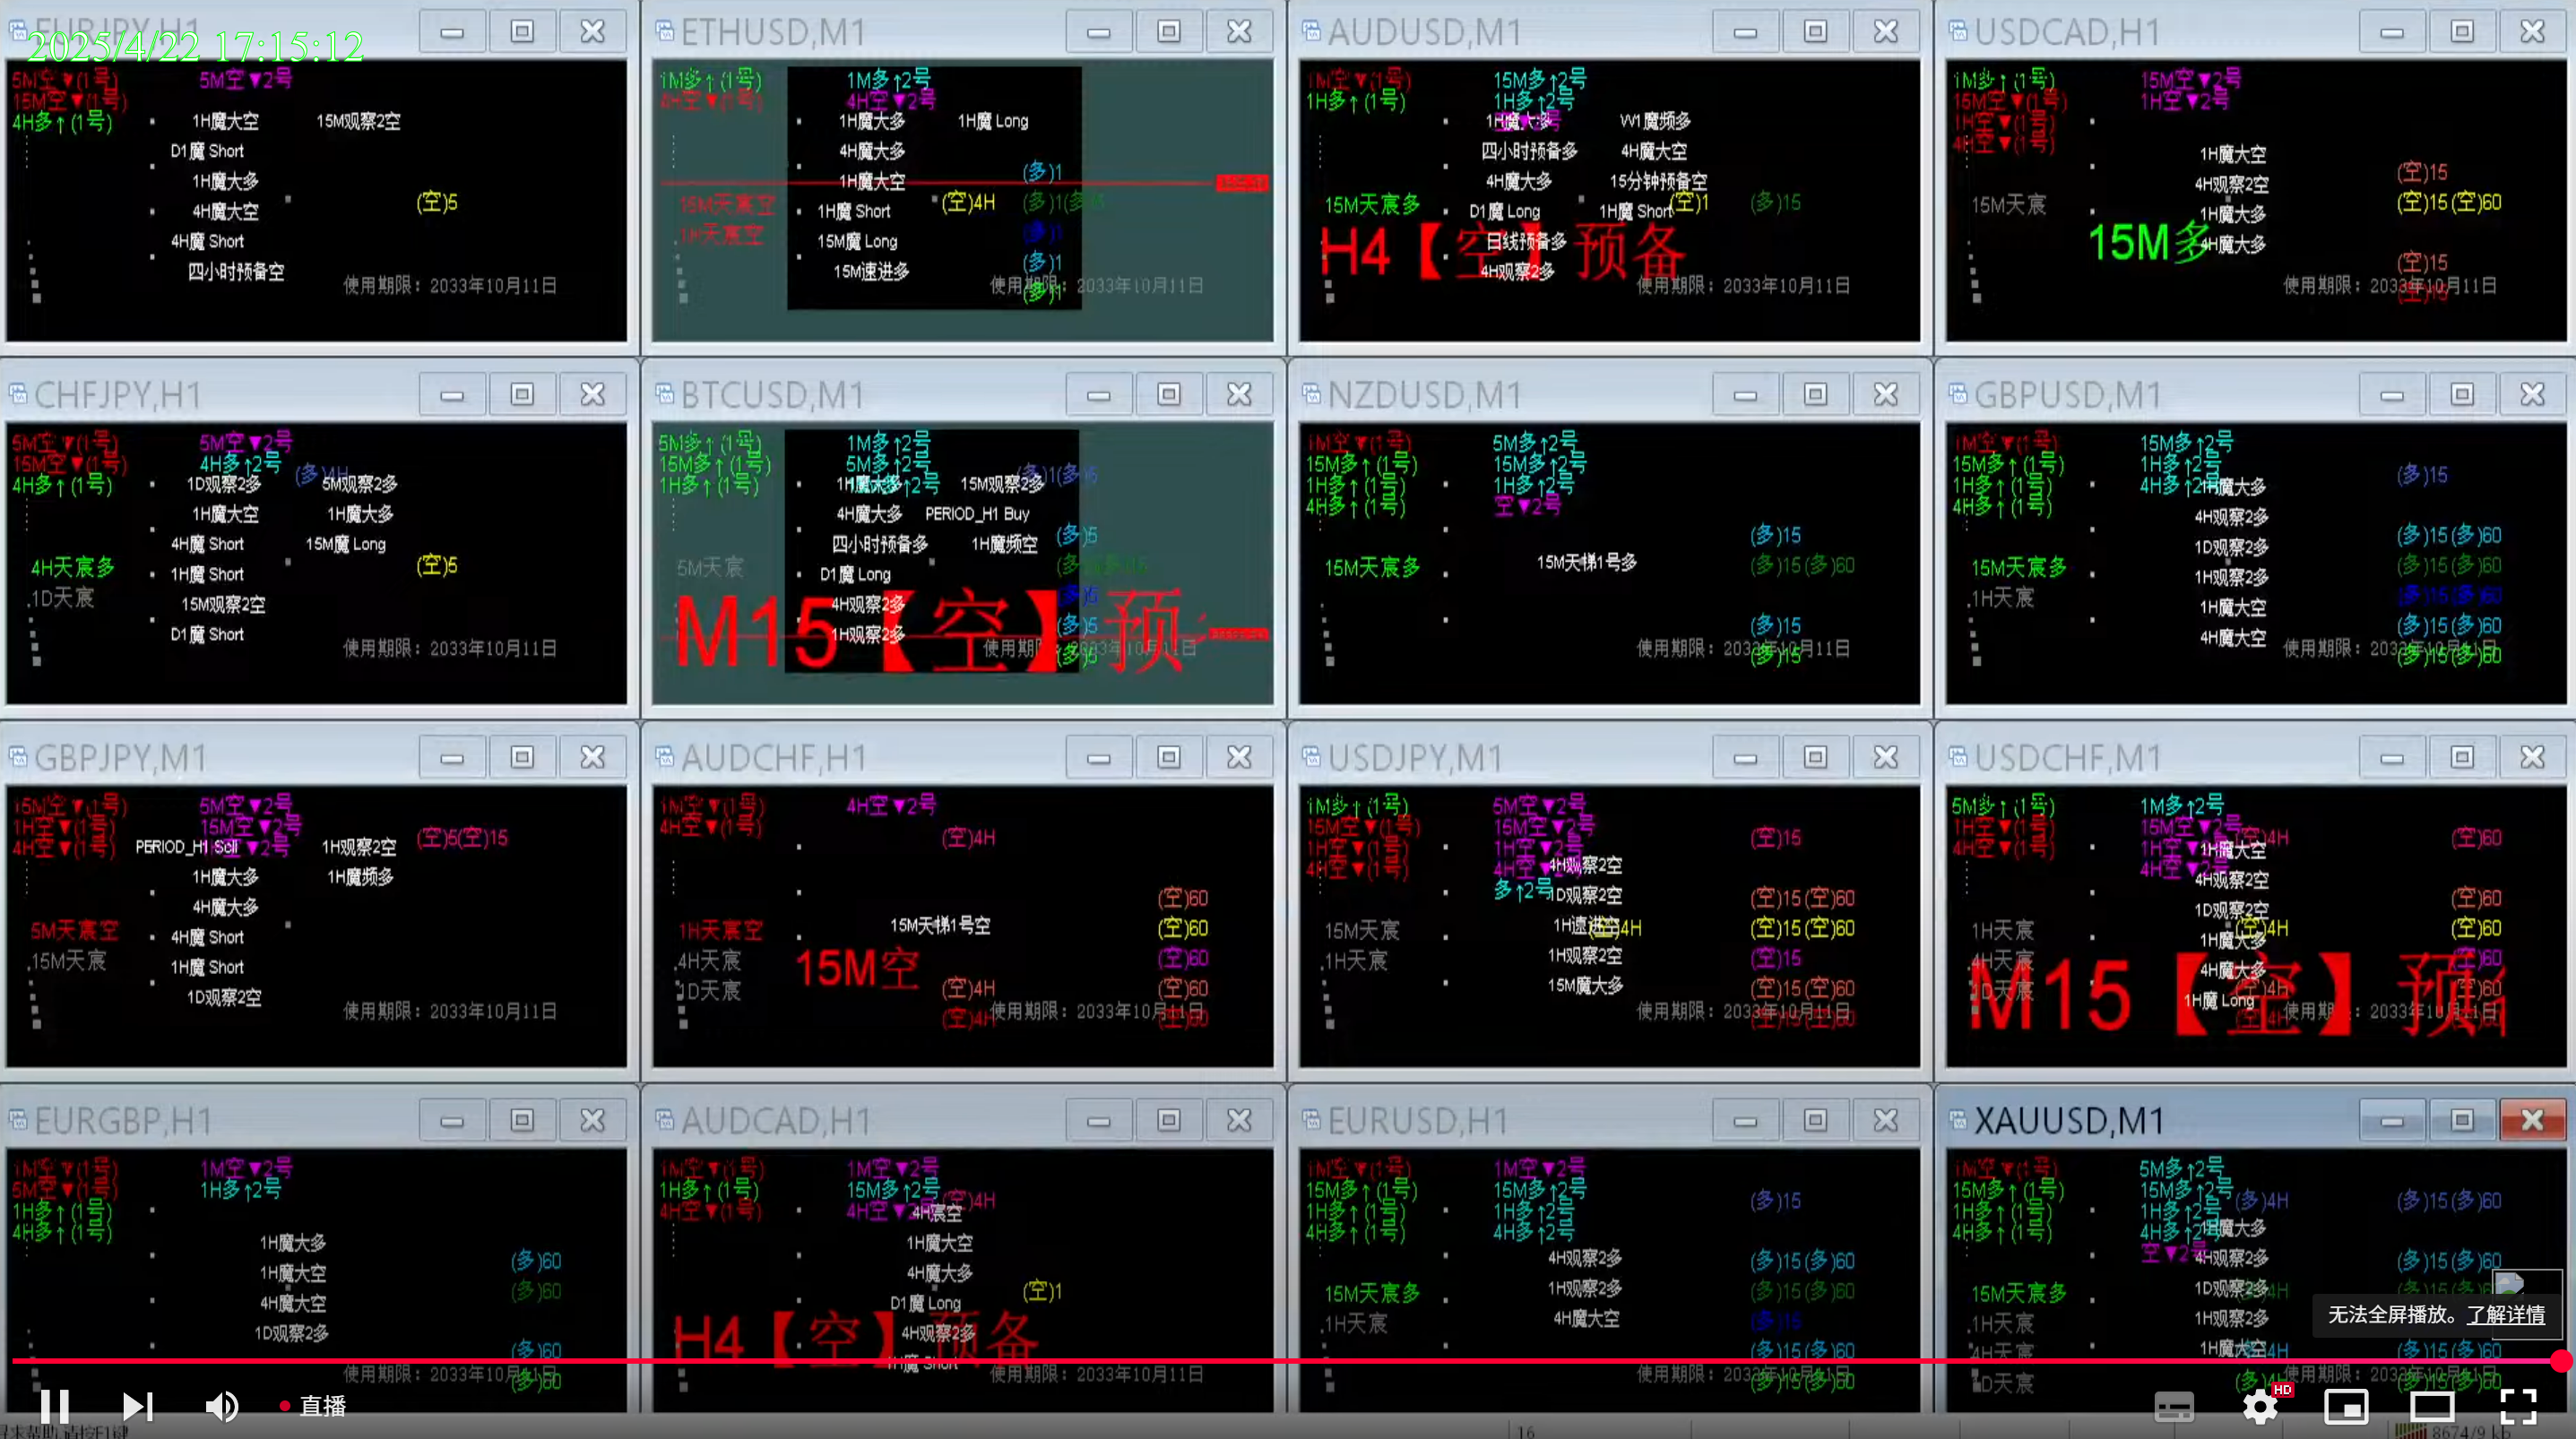 EURJPY,H1
2025/4/22 17:15:12
5M空▼(1号) 5M空▼2号
15M空▼(1号)
4H多↑(1号) 1H魔大空 15M观察2空
D1魔 Short
1H魔大多
4H魔大空 (空)5
4H魔 Short
四小时预备空
使用期限：2033年10月11日
ETHUSD,M1
1M多↑(1号) 1M多↑2号
4H空▼(1号) 4H空▼2号
1H魔大多 1H魔 Long
4H魔大多
(多)1
1H魔大空
15M天宸空 (空)4H
1H魔 Short
1H天宸空 (多)1
15M魔 Long
(多)1
15M速进多
使用期限：2033年10月11日
(多)1
AUDUSD,M1
1M空▼(1号) 15M多↑2号
1H多↑(1号) 1H多↑2号
1H魔大多 W1魔频多
四小时预备多 4H魔大空
4H魔大多 15分钟预备空
15M天宸多 (空)1 (多)15
D1魔 Long 1H魔 Short
日线预备多
H4【空】预备
4H观察2多
使用期限：2033年10月11日
USDCAD,H1
1M多↑(1号) 15M空▼2号
15M空▼(1号) 1H空▼2号
1H空▼(1号)
4H空▼(1号)
1H魔大空
(空)15
4H观察2空
15M天宸 (空)15(空)60
1H魔大多
15M多
4H魔大多
(空)15
使用期限：2033年10月11日
(空)15
CHFJPY,H1
5M空▼(1号) 5M空▼2号
15M空▼(1号) 4H多↑2号
(多)4H
4H多↑(1号) 1D观察2多 5M观察2多
1H魔大空 1H魔大多
4H魔 Short 15M魔 Long
4H天宸多 (空)5
1H魔 Short
.1D天宸
15M观察2空
D1魔 Short
使用期限：2033年10月11日
BTCUSD,M1
5M多↑(1号) 1M多↑2号
15M多↑(1号) 5M多↑2号
(多)1(多)5
1H多↑(1号) 1H魔大多 15M观察2多
4H魔大多 PERIOD_H1 Buy
(多)5
四小时预备多 1H魔频空
5M天宸
D1魔 Long
4H观察2多 (多)5
M15【空】预
1H观察2多 (多)5
(多)5
NZDUSD,M1
1M空▼(1号) 5M多↑2号
15M多↑(1号) 15M多↑2号
1H多↑(1号) 1H多↑2号
4H多↑(1号) 空▼2号
(多)15
15M天宸多 15M天梯1号多 (多)15(多)60
(多)15
使用期限：2033年10月11日
(多)15
GBPUSD,M1
1M空▼(1号) 15M多↑2号
15M多↑(1号) 1H多↑2号
(多)15
1H多↑(1号) 4H多↑2号 1H魔大多
4H多↑(1号)
4H观察2多
(多)15(多)60
1D观察2多
15M天宸多 (多)15(多)60
1H观察2多
.1H天宸 (多)15(多)60
1H魔大空
(多)15(多)60
4H魔大空
使用期限：2033年10月11日
(多)15(多)60
GBPJPY,M1
15M空▼(1号) 5M空▼2号
1H空▼(1号) 15M空▼2号
(空)5(空)15
4H空▼(1号) PERIOD_H1 Sell 1H空▼2号 1H观察2空
1H魔大多 1H魔频多
4H魔大多
5M天宸空 4H魔 Short
.15M天宸 1H魔 Short
1D观察2空
使用期限：2033年10月11日
AUDCHF,H1
1M空▼(1号) 4H空▼2号
4H空▼(1号)
(空)4H
(空)60
1H天宸空 15M天梯1号空 (空)60
.4H天宸 (空)60
15M空
1D天宸 (空)4H (空)60
使用期限：2033年10月11日
(空)4H (空)60
USDJPY,M1
1M多↑(1号) 5M空▼2号
15M空▼(1号) 15M空▼2号
(空)15
1H空▼(1号) 1H空▼2号
4H空▼(1号) 4H空▼2号 4H观察2空
多↑2号 1D观察2空 (空)15(空)60
15M天宸 1H速进空 (空)4H (空)15(空)60
.1H天宸 1H观察2空 (空)15
15M魔大多 (空)15(空)60
使用期限：2033年10月11日
(空)15(空)60
USDCHF,M1
5M多↑(1号) 1M多↑2号
1H空▼(1号) 15M空▼2号
(空)4H (空)60
4H空▼(1号) 1H魔大空
4H空▼2号
4H观察2空
1D观察2空 (空)60
1H天宸 (空)4H (空)60
1H魔大多
.4H天宸 4H魔大多 (空)60
1D天宸 (空)4H (空)60
M15【空】预
1H魔 Long
EURGBP,H1
1M空▼(1号) 1M空▼2号
5M空▼(1号) 1H多↑2号
1H多↑(1号)
4H多↑(1号)
1H魔大多
(多)60
1H魔大空
(多)60
4H魔大空
1D观察2多
(多)60
使用期限：2033年10月11日
(多)60
AUDCAD,H1
1M空▼(1号) 1M空▼2号
1H多↑(1号) 15M多↑2号
(空)4H
4H空▼(1号) 4H空▼2号 4H宸空
1H魔大空
4H魔大多
(空)1
D1魔 Long
H4【空】预备
4H观察2多
1H魔 Short
使用期限：2033年10月11日
EURUSD,H1
1M空▼(1号) 1M空▼2号
15M多↑(1号) 15M多↑2号
(多)15
1H多↑(1号) 1H多↑2号
4H多↑(1号) 4H多↑2号
4H观察2多 (多)15(多)60
15M天宸多 1H观察2多 (多)15(多)60
.1H天宸 4H魔大空 (多)15
(多)15(多)60
使用期限：2033年10月11日
(多)15(多)60
XAUUSD,M1
1M空▼(1号) 5M多↑2号
15M多↑(1号) 15M多↑2号
(多)4H (多)15(多)60
1H多↑(1号) 1H多↑2号
4H多↑(1号) 4H多↑2号 1H魔大多
空▼2号 4H观察2多 (多)15(多)60
15M天宸多 1D观察2多
.1H天宸 1H观察2多
无法全屏播放。了解详情
4H天宸 1H魔大空 (多)15(多)60
1D天宸
使用期限：2033年10月11日
直播
HD
16
8674/9 kb